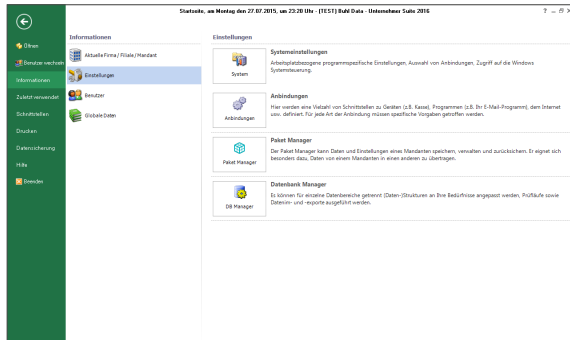 Startseite, am Montag den 27.07.2015, um 23:20 Uhr - [TEST] Buhl Data - Unternehmer Suite 2016
Öffnen
Benutzer wechseln
Informationen
Zuletzt verwendet
Schnittstellen
Drucken
Datensicherung
Hilfe
Beenden
Informationen
Aktuelle Firma / Filiale / Mandant
Einstellungen
Benutzer
Globale Daten
Einstellungen
System
Systemeinstellungen
Arbeitsplatzbezogene programmspezifische Einstellungen, Auswahl von Anbindungen, Zugriff auf die Windows
Systemsteuerung.
Anbindungen
Anbindungen
Hier werden eine Vielzahl von Schnittstellen zu Geräten (z.B. Kasse), Programmen (z.B. Ihr E-Mail-Programm), dem Internet
usw. definiert. Für jede Art der Anbindung müssen spezifische Vorgaben getroffen werden.
Paket Manager
Paket Manager
Der Paket Manager kann Daten und Einstellungen eines Mandanten speichern, verwalten und zurücksichern. Er eignet sich
besonders dazu, Daten von einem Mandanten in einen anderen zu übertragen.
DB Manager
Datenbank Manager
Es können für einzelne Datenbereiche getrennt (Daten-)Strukturen an Ihre Bedürfnisse angepasst werden, Prüfläufe sowie
Datenim- und -exporte ausgeführt werden.